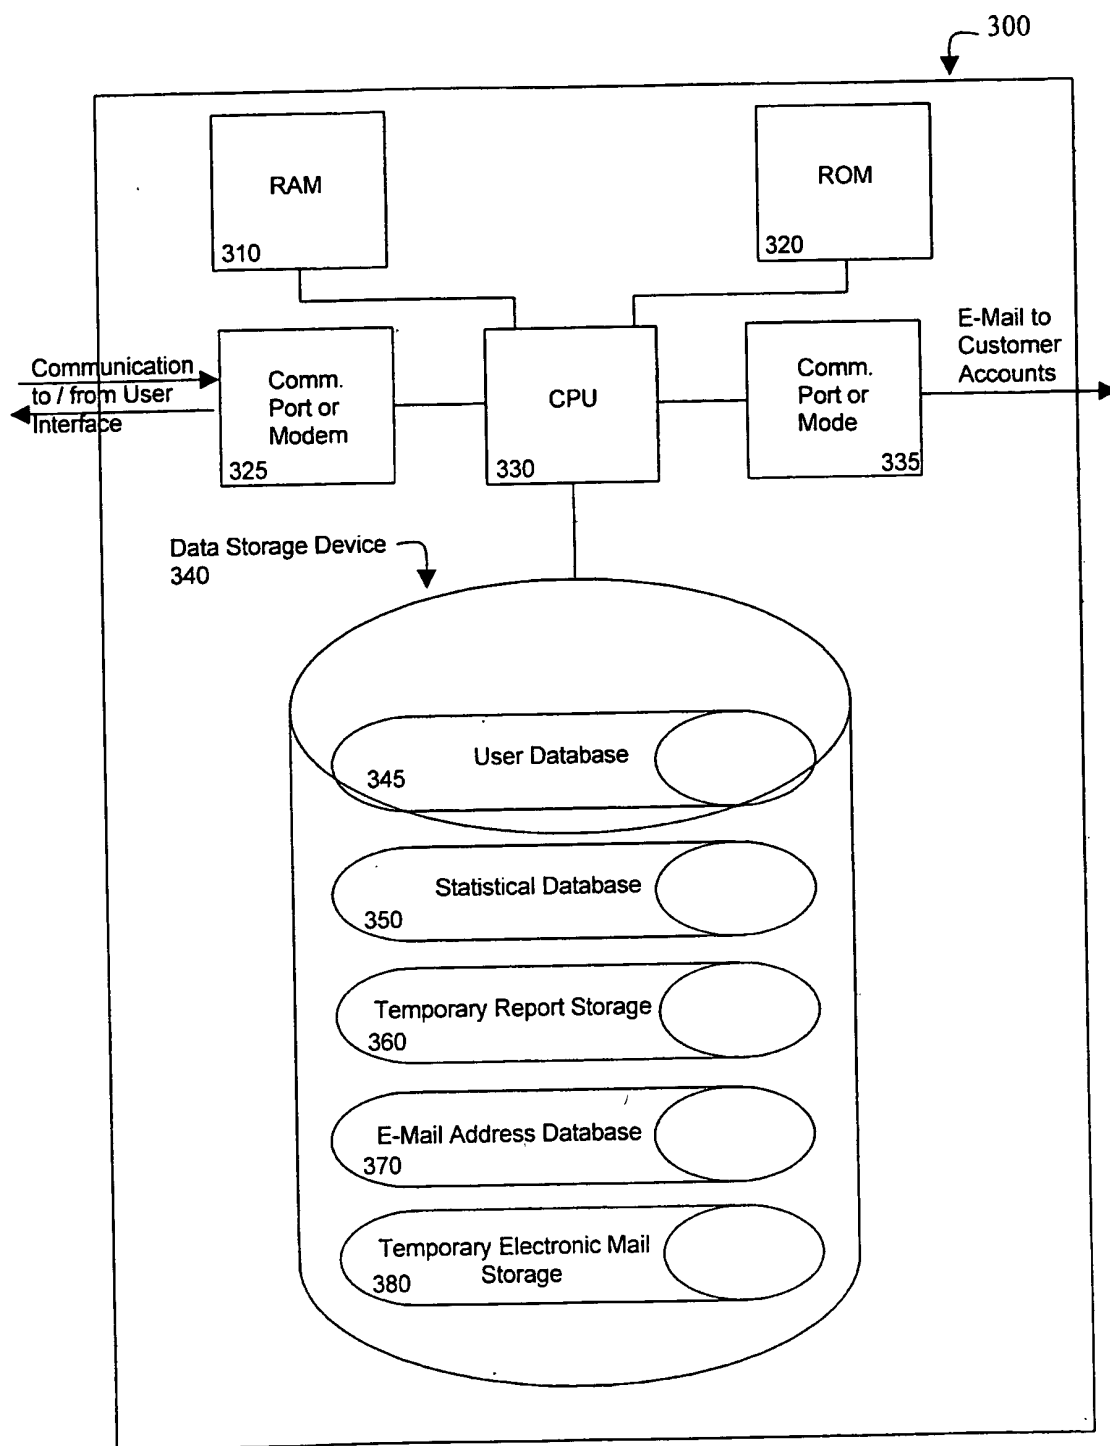 300
RAM
310
ROM
320
Communication
to / from User
Interface
Comm.
Port or
Modem
325
CPU
330
Comm.
Port or
Mode
335
E-Mail to
Customer
Accounts
Data Storage Device
340
User Database
345
Statistical Database
350
Temporary Report Storage
360
E-Mail Address Database
370
Temporary Electronic Mail
Storage
380